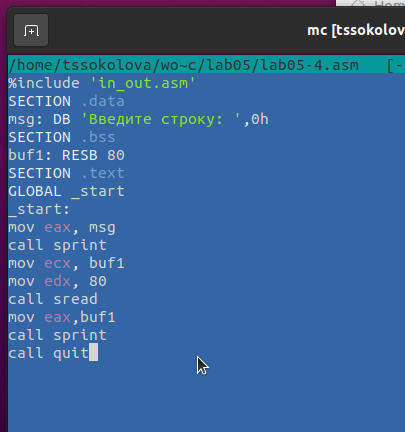 mc [tssokolov
/home/tssokolova/wo~c/lab05/lab05-4.asm [-
%include 'in_out.asm'
SECTION .data
msg: DB 'Введите строку: ',0h
SECTION .bss
buf1: RESB 80
SECTION .text
GLOBAL _start
_start:
mov eax, msg
call sprint
mov ecx, buf1
mov edx, 80
call sread
mov eax,buf1
call sprint
call quit